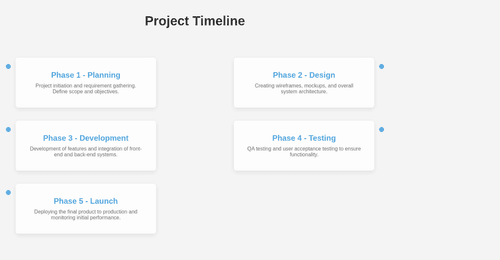 Project Timeline
Phase 1 - Planning
Project initiation and requirement gathering.
Define scope and objectives.
Phase 2 - Design
Creating wireframes, mockups, and overall
system architecture.
Phase 3 - Development
Development of features and integration of front-
end and back-end systems.
Phase 4 - Testing
QA testing and user acceptance testing to ensure
functionality.
Phase 5 - Launch
Deploying the final product to production and
monitoring initial performance.